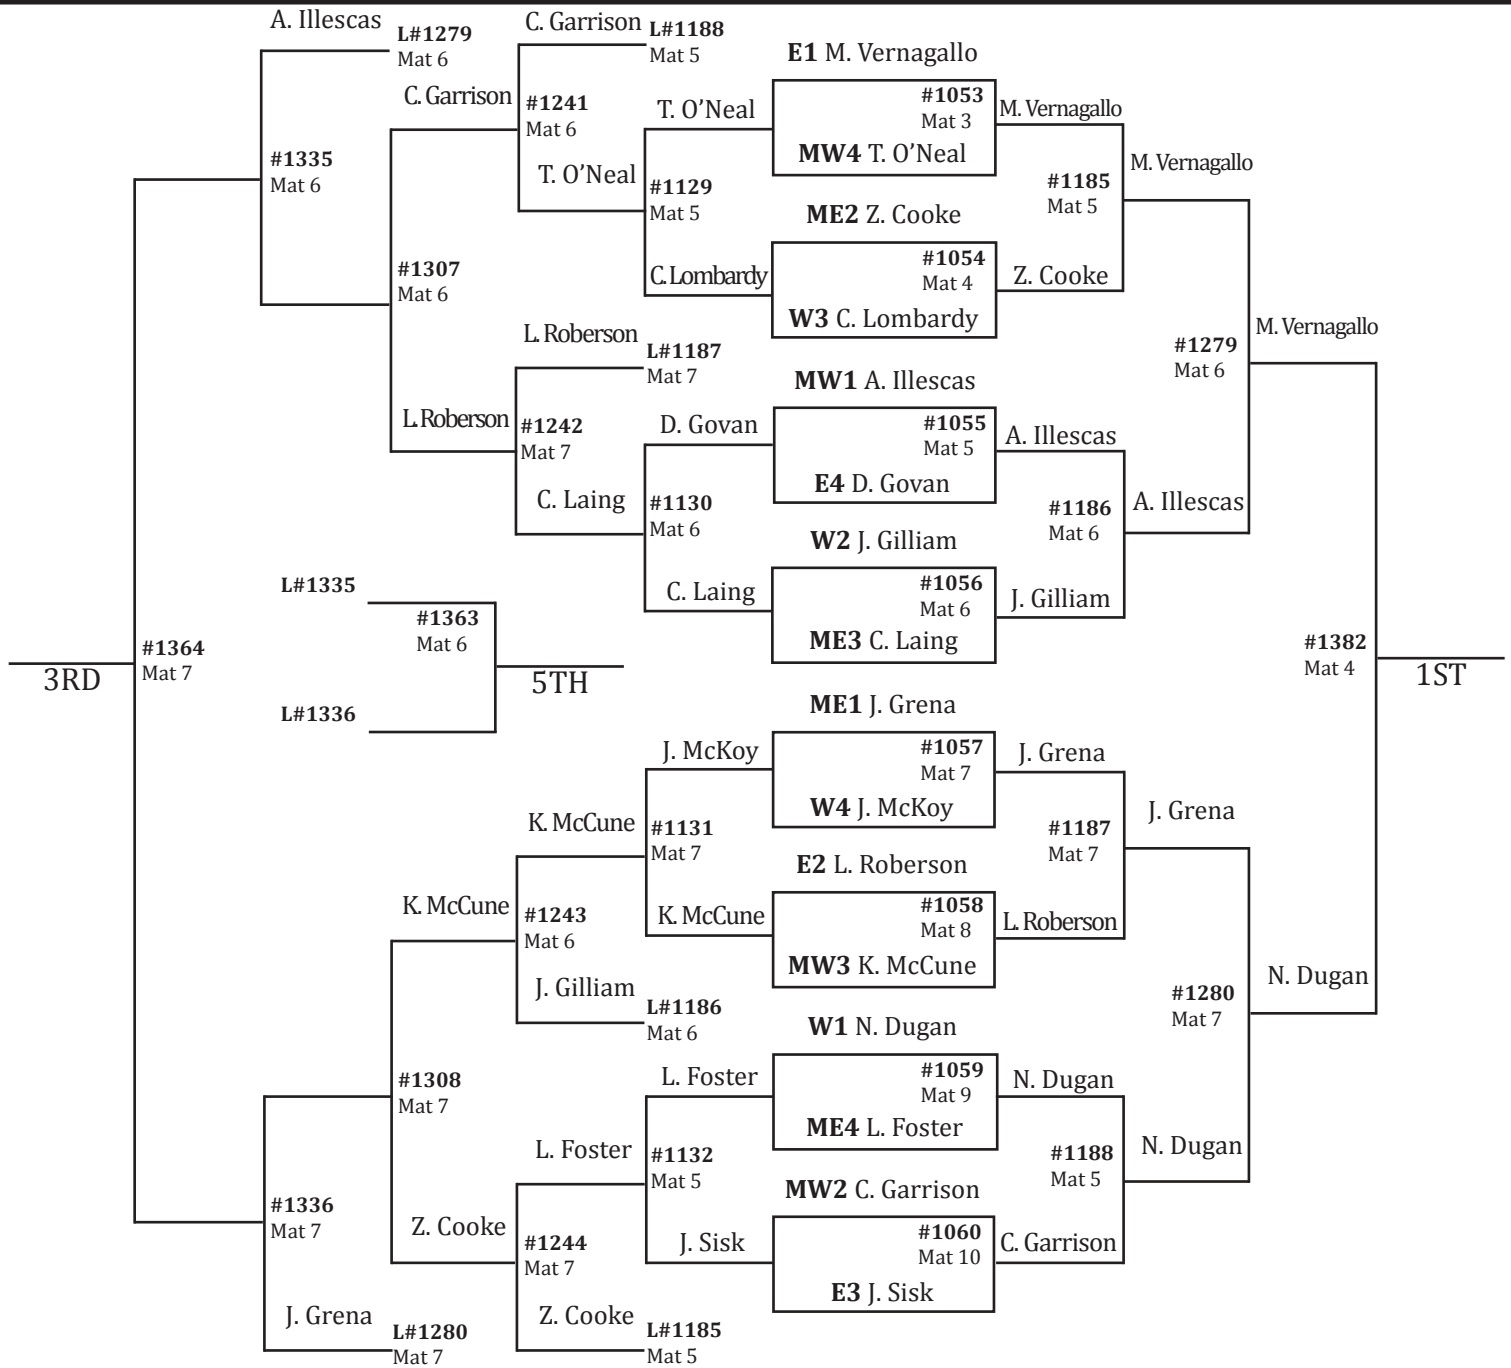 A. Illescas
L#1279
Mat 6
C. Garrison
L#1188
Mat 5
E1 M. Vernagallo
C. Garrison
#1241
Mat 6
T. O’Neal
#1053
Mat 3
M. Vernagallo
MW4 T. O’Neal
#1335
Mat 6
T. O’Neal
#1129
Mat 5
M. Vernagallo
#1185
Mat 5
ME2 Z. Cooke
#1307
Mat 6
C. Lombardy
#1054
Mat 4
Z. Cooke
W3 C. Lombardy
L. Roberson
L#1187
Mat 7
M. Vernagallo
#1279
Mat 6
MW1 A. Illescas
L. Roberson
#1242
Mat 7
D. Govan
#1055
Mat 5
A. Illescas
E4 D. Govan
C. Laing
#1130
Mat 6
#1186
Mat 6
A. Illescas
W2 J. Gilliam
C. Laing
#1056
Mat 6
J. Gilliam
ME3 C. Laing
L#1335
#1363
Mat 6
#1364
Mat 7
3RD
5TH
L#1336
#1382
Mat 4
1ST
ME1 J. Grena
J. McKoy
#1057
Mat 7
J. Grena
W4 J. McKoy
K. McCune
#1131
Mat 7
#1187
Mat 7
J. Grena
E2 L. Roberson
K. McCune
#1243
Mat 6
K. McCune
#1058
Mat 8
L. Roberson
MW3 K. McCune
J. Gilliam
L#1186
Mat 6
#1280
Mat 7
N. Dugan
W1 N. Dugan
#1308
Mat 7
L. Foster
#1059
Mat 9
N. Dugan
ME4 L. Foster
L. Foster
#1132
Mat 5
#1188
Mat 5
N. Dugan
MW2 C. Garrison
#1336
Mat 7
Z. Cooke
#1244
Mat 7
J. Sisk
#1060
Mat 10
C. Garrison
E3 J. Sisk
J. Grena
L#1280
Mat 7
Z. Cooke
L#1185
Mat 5